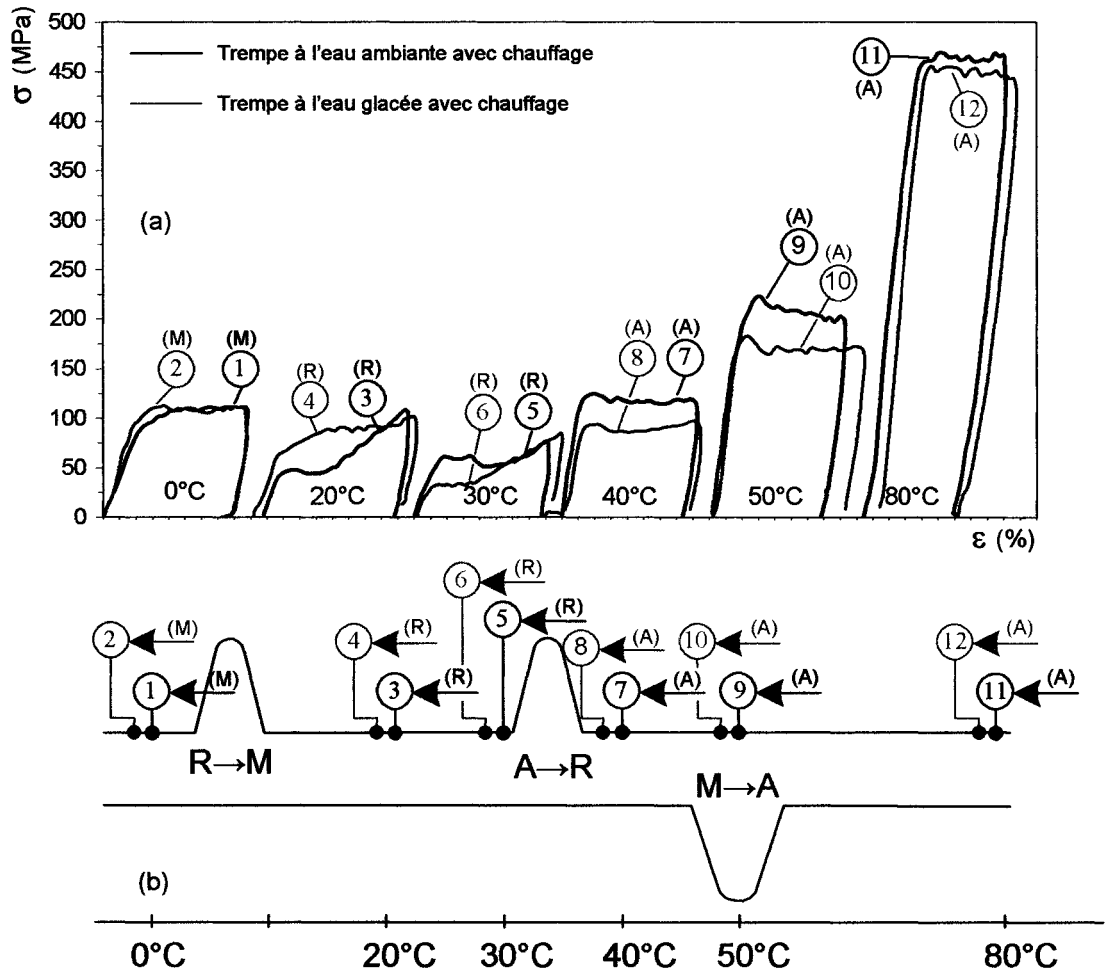 σ (MPa)
500
450
400
350
300
250
200
150
100
50
0
Trempe à l'eau ambiante avec chauffage
Trempe à l'eau glacée avec chauffage
(a)
(M)
2
(M)
1
(R)
4
(R)
3
(R)
6
(R)
5
(A)
8
(A)
7
(A)
9
(A)
10
11
(A)
12
(A)
0°C
20°C
30°C
40°C
50°C
80°C
ε (%)
2 (M)
1 (M)
4 (R)
3 (R)
6 (R)
5 (R)
8 (A)
7 (A)
10 (A)
9 (A)
12 (A)
11 (A)
R→M
A→R
M→A
(b)
0°C
20°C
30°C
40°C
50°C
80°C